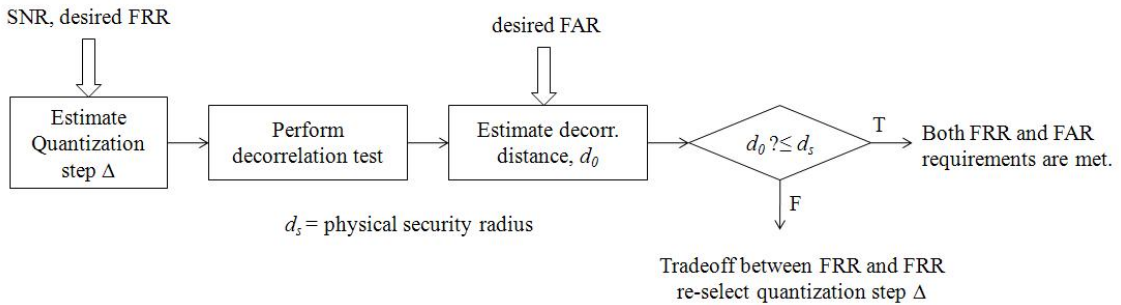 SNR, desired FRR
desired FAR
Estimate
Quantization
step Δ
Perform
decorrelation test
Estimate decorr.
distance, d₀
d₀ ?≤ dₛ
T
Both FRR and FAR
requirements are met.
F
dₛ = physical security radius
Tradeoff between FRR and FRR
re-select quantization step Δ